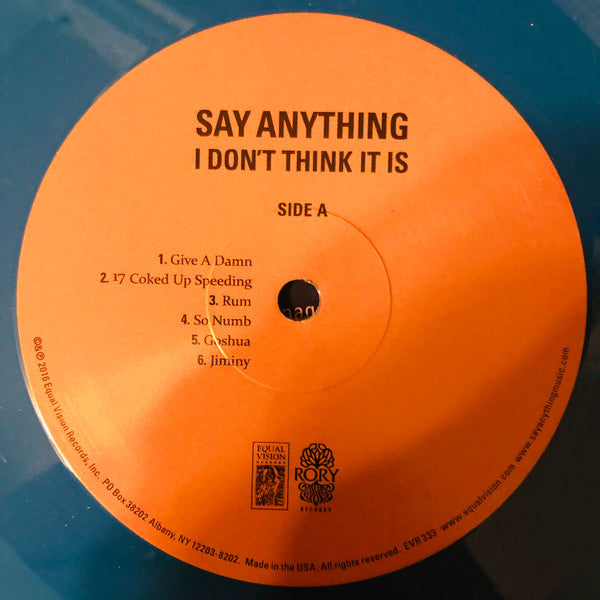 SAY ANYTHING
I DON'T THINK IT IS
SIDE A
1. Give A Damn
2. 17 Coked Up Speeding
3. Rum
4. So Numb
5. Goshua
6. Jiminy
EQUAL
VISION
RECORDS
RORY
RECORDS
©&℗ 2016 Equal Vision Records, Inc. PO Box 38202 Albany, NY 12203-8202. Made in the USA. All rights reserved. EVR 333 www.equalvision.com www.sayanythingmusic.com